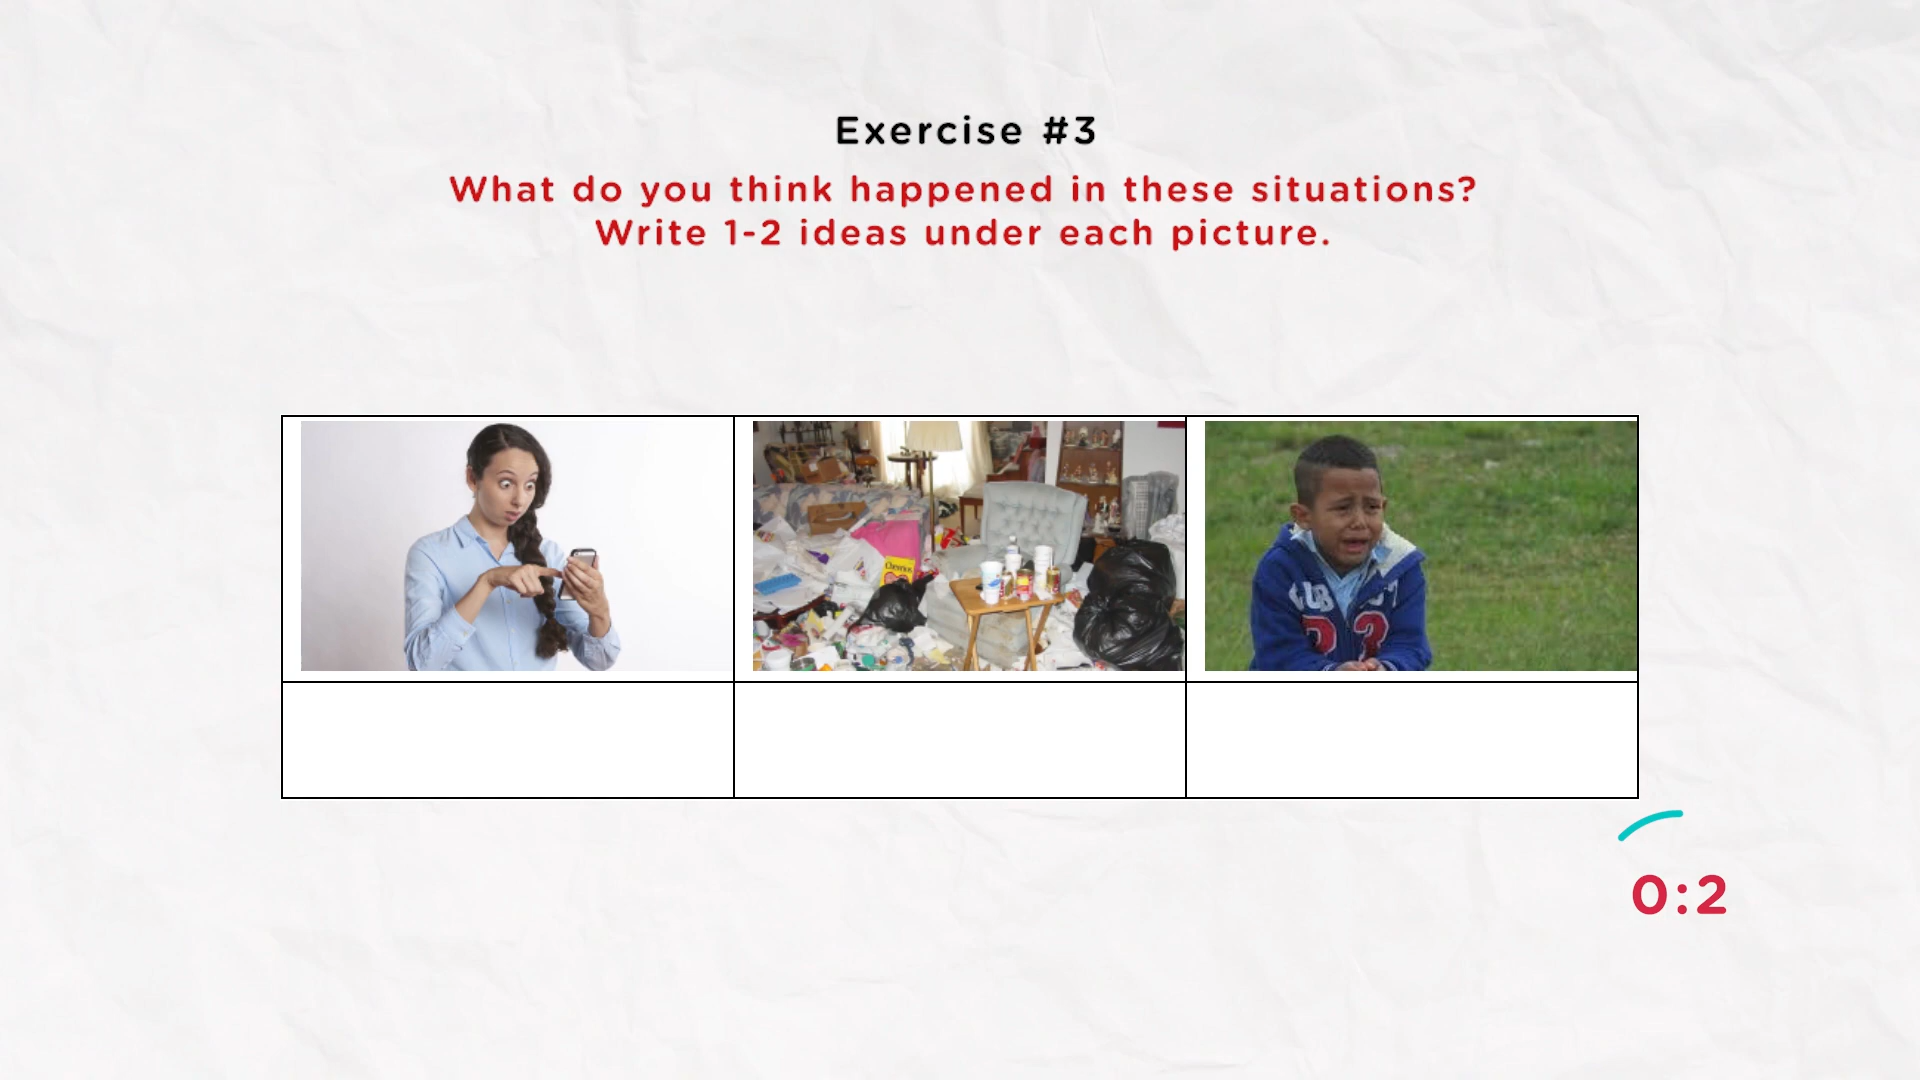 Exercise #3
What do you think happened in these situations?
Write 1-2 ideas under each picture.
Cheerios
0:2